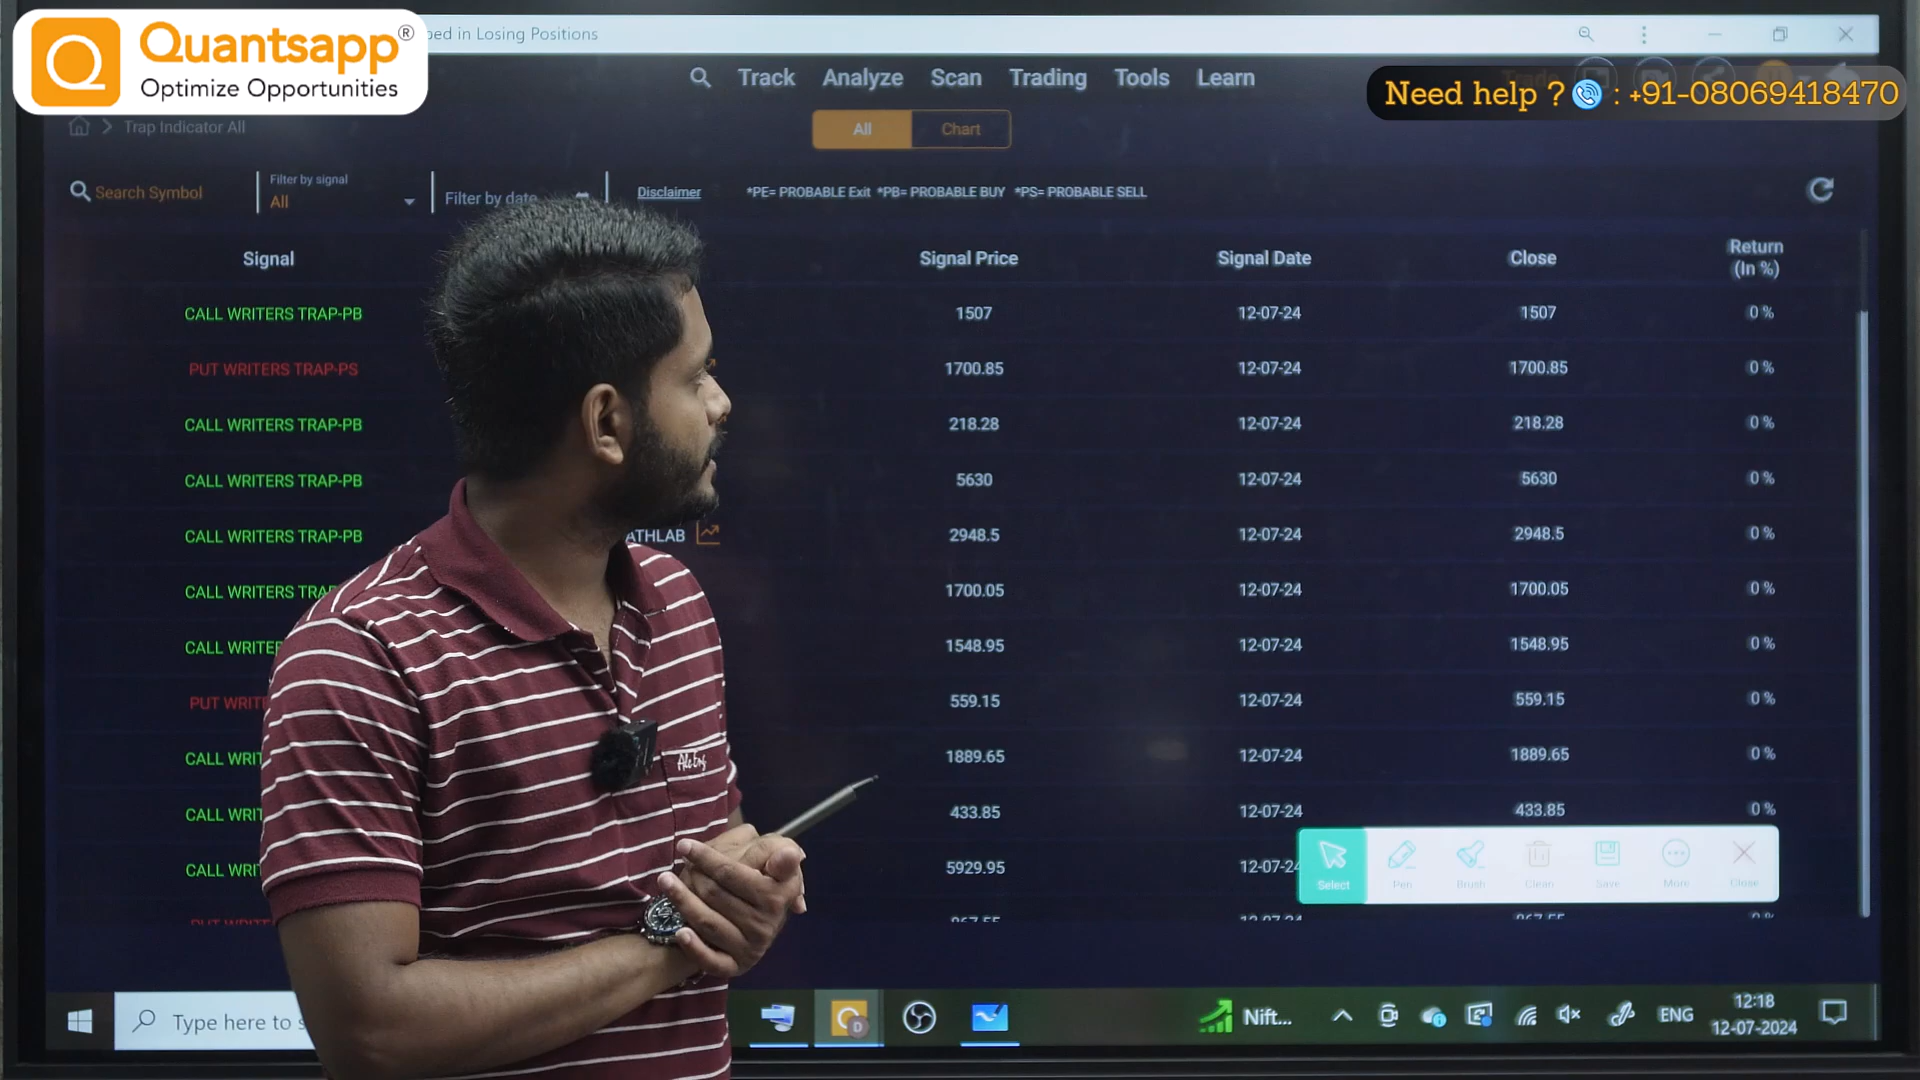 Quantsapp®
Optimize Opportunities
ped in Losing Positions
Track Analyze Scan Trading Tools Learn
Need help ? : +91-08069418470
Trap Indicator All
All Chart
Search Symbol
Filter by signal
All
Filter by date
Disclaimer
*PE= PROBABLE Exit *PB= PROBABLE BUY *PS= PROBABLE SELL
Signal Signal Price Signal Date Close Return (In %)
CALL WRITERS TRAP-PB 1507 12-07-24 1507 0 %
PUT WRITERS TRAP-PS 1700.85 12-07-24 1700.85 0 %
CALL WRITERS TRAP-PB 218.28 12-07-24 218.28 0 %
CALL WRITERS TRAP-PB 5630 12-07-24 5630 0 %
CALL WRITERS TRAP-PB ATHLAB 2948.5 12-07-24 2948.5 0 %
CALL WRITERS TRA 1700.05 12-07-24 1700.05 0 %
CALL WRITE 1548.95 12-07-24 1548.95 0 %
PUT WRIT 559.15 12-07-24 559.15 0 %
CALL WRI 1889.65 12-07-24 1889.65 0 %
CALL WRI 433.85 12-07-24 433.85 0 %
CALL WRI 5929.95 12-07-24
Select Pen Brush Clean Save More Close
Type here to s
Nift...
ENG
12:18
12-07-2024